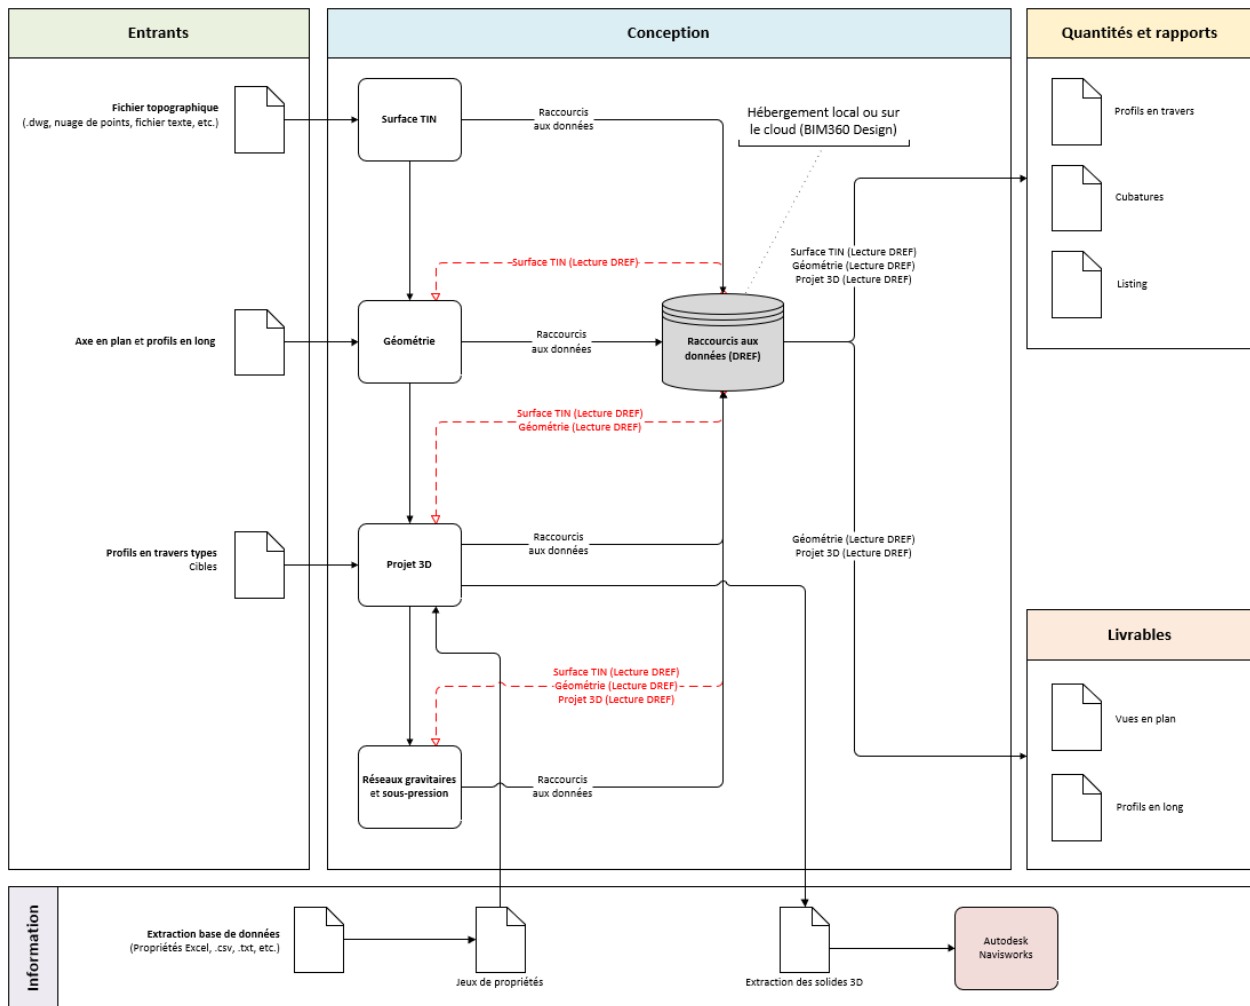 Entrants
Conception
Quantités et rapports
Fichier topographique
(.dwg, nuage de points, fichier texte, etc.)
Surface TIN
Raccourcis
aux données
Hébergement local ou sur
le cloud (BIM360 Design)
Profils en travers
Cubatures
Listing
Surface TIN (Lecture DREF)
Surface TIN (Lecture DREF)
Géométrie (Lecture DREF)
Projet 3D (Lecture DREF)
Axe en plan et profils en long
Géométrie
Raccourcis
aux données
Raccourcis aux
données (DREF)
Surface TIN (Lecture DREF)
Géométrie (Lecture DREF)
Profils en travers types
Cibles
Projet 3D
Raccourcis
aux données
Géométrie (Lecture DREF)
Projet 3D (Lecture DREF)
Livrables
Surface TIN (Lecture DREF)
Géométrie (Lecture DREF)
Projet 3D (Lecture DREF)
Vues en plan
Profils en long
Réseaux gravitaires
et sous-pression
Raccourcis
aux données
Information
Extraction base de données
(Propriétés Excel, .csv, .txt, etc.)
Jeux de propriétés
Extraction des solides 3D
Autodesk
Navisworks